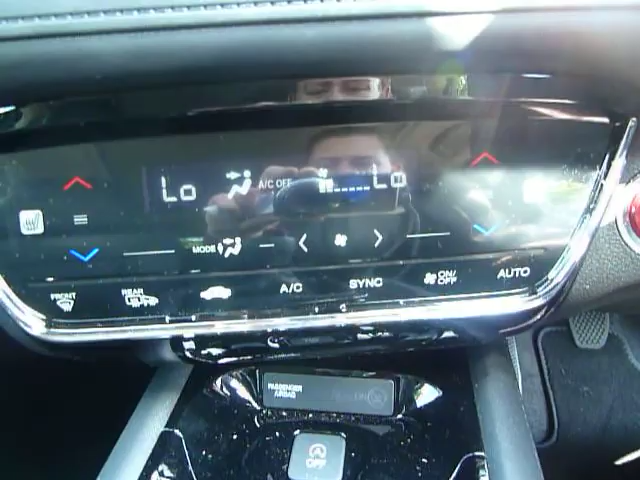 Lo A/C OFF Lo
MODE
FRONT REAR A/C SYNC ON/OFF AUTO
PASSENGER
AIRBAG
OFF